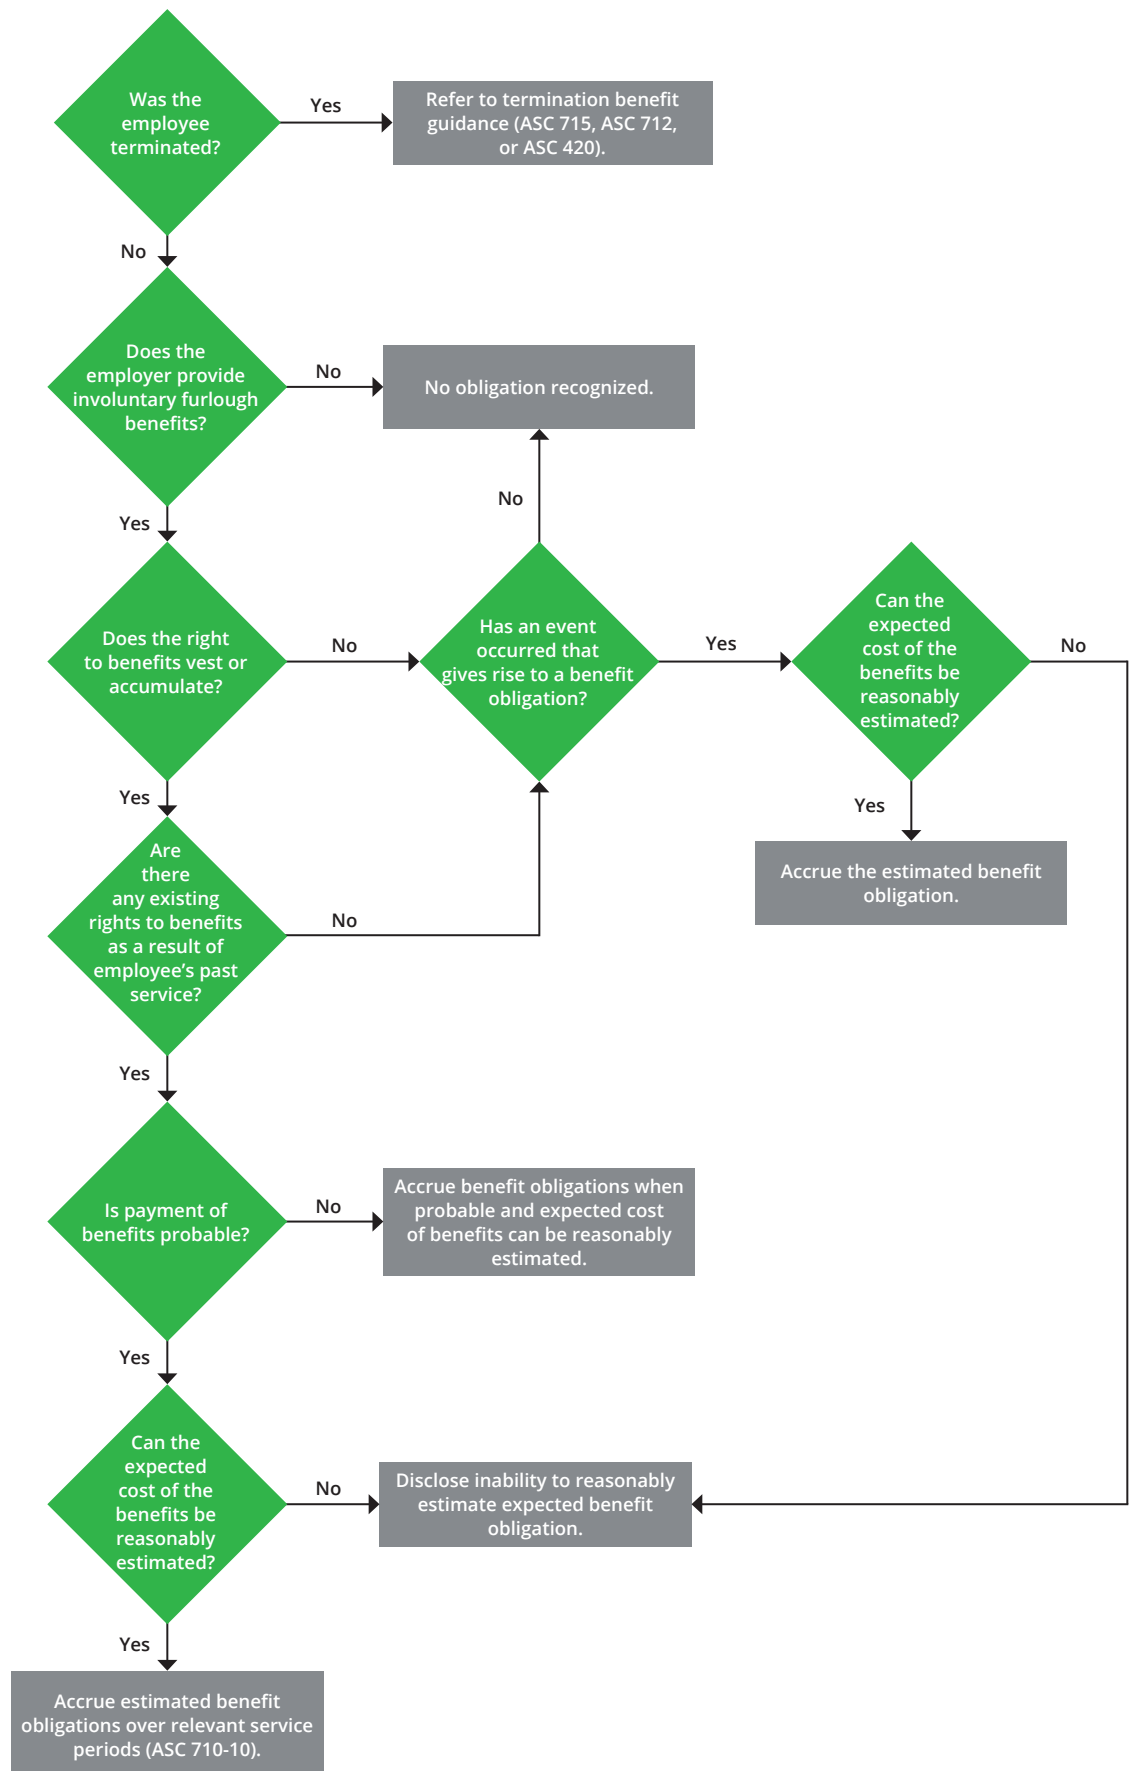 Was the
employee
terminated?
Yes
Refer to termination benefit
guidance (ASC 715, ASC 712,
or ASC 420).
No
Does the
employer provide
involuntary furlough
benefits?
No
No obligation recognized.
Yes
No
Does the right
to benefits vest or
accumulate?
No
Has an event
occurred that
gives rise to a benefit
obligation?
Yes
Can the
expected
cost of the
benefits be
reasonably
estimated?
No
Yes
Yes
Accrue the estimated benefit
obligation.
Are
there
any existing
rights to benefits
as a result of
employee’s past
service?
No
Yes
Is payment of
benefits probable?
No
Accrue benefit obligations when
probable and expected cost
of benefits can be reasonably
estimated.
Yes
Can the
expected
cost of the
benefits be
reasonably
estimated?
No
Disclose inability to reasonably
estimate expected benefit
obligation.
Yes
Accrue estimated benefit
obligations over relevant service
periods (ASC 710-10).